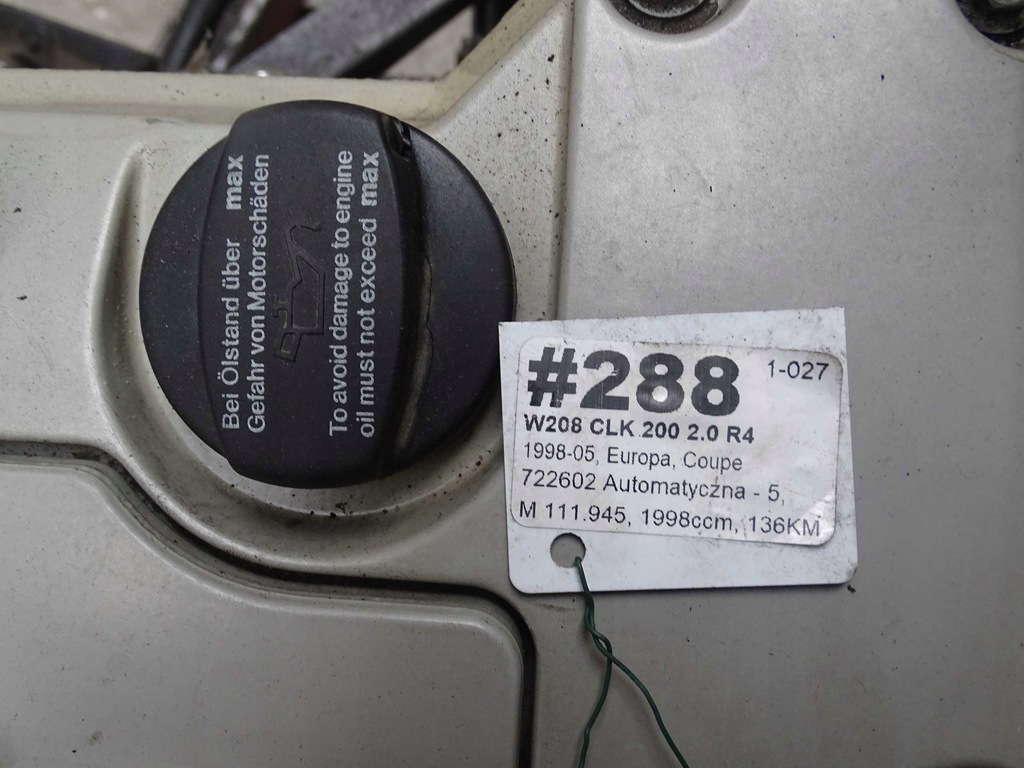 Bei Ölstand über max
Gefahr von Motorschäden
To avoid damage to engine
oil must not exceed max
#288 1-027
W208 CLK 200 2.0 R4
1998-05, Europa, Coupe
722602 Automatyczna - 5,
M 111.945, 1998ccm, 136KM